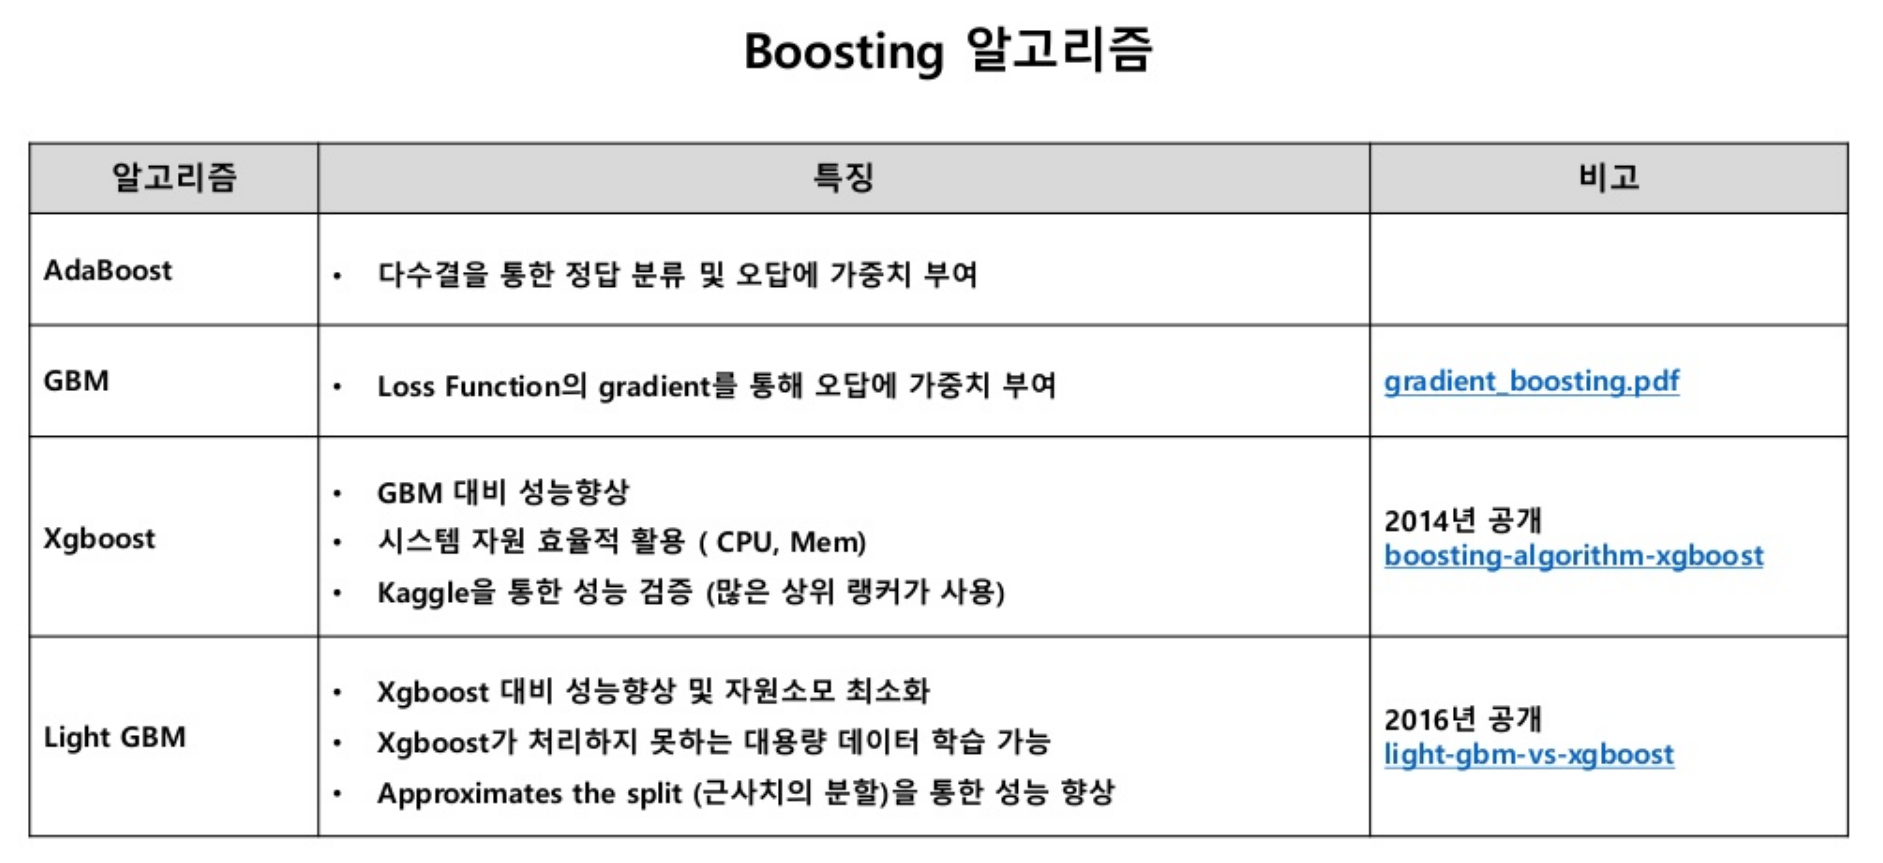 Boosting 알고리즘
알고리즘 특징 비고
AdaBoost
• 다수결을 통한 정답 분류 및 오답에 가중치 부여
GBM
• Loss Function의 gradient를 통해 오답에 가중치 부여
gradient_boosting.pdf
Xgboost
• GBM 대비 성능향상
• 시스템 자원 효율적 활용 ( CPU, Mem)
• Kaggle을 통한 성능 검증 (많은 상위 랭커가 사용)
2014년 공개
boosting-algorithm-xgboost
Light GBM
• Xgboost 대비 성능향상 및 자원소모 최소화
• Xgboost가 처리하지 못하는 대용량 데이터 학습 가능
• Approximates the split (근사치의 분할)을 통한 성능 향상
2016년 공개
light-gbm-vs-xgboost